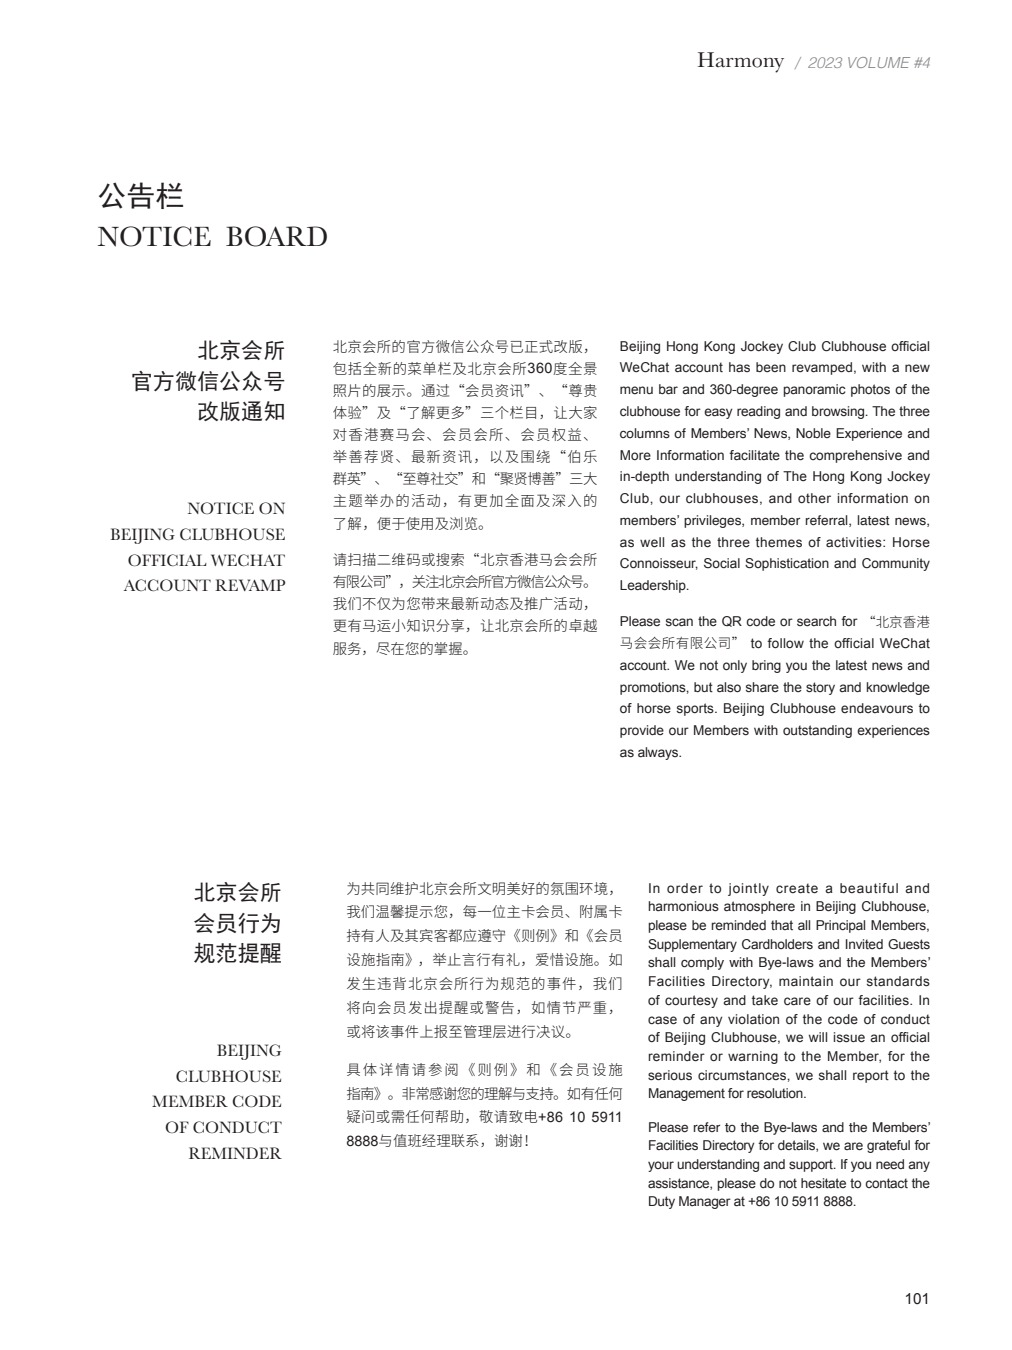 Harmony / 2023 VOLUME #4
公告栏
NOTICE BOARD
北京会所
官方微信公众号
改版通知
NOTICE ON
BEIJING CLUBHOUSE
OFFICIAL WECHAT
ACCOUNT REVAMP
北京会所的官方微信公众号已正式改版，
包括全新的菜单栏及北京会所360度全景
照片的展示。通过“会员资讯”、“尊贵
体验”及“了解更多”三个栏目，让大家
对香港赛马会、会员会所、会员权益、
举善荐贤、最新资讯，以及围绕“伯乐
群英”、“至尊社交”和“聚贤博善”三大
主题举办的活动，有更加全面及深入的
了解，便于使用及浏览。
请扫描二维码或搜索“北京香港马会会所
有限公司”，关注北京会所官方微信公众号。
我们不仅为您带来最新动态及推广活动，
更有马运小知识分享，让北京会所的卓越
服务，尽在您的掌握。
Beijing Hong Kong Jockey Club Clubhouse official
WeChat account has been revamped, with a new
menu bar and 360-degree panoramic photos of the
clubhouse for easy reading and browsing. The three
columns of Members’ News, Noble Experience and
More Information facilitate the comprehensive and
in-depth understanding of The Hong Kong Jockey
Club, our clubhouses, and other information on
members’ privileges, member referral, latest news,
as well as the three themes of activities: Horse
Connoisseur, Social Sophistication and Community
Leadership.
Please scan the QR code or search for “北京香港
马会会所有限公司” to follow the official WeChat
account. We not only bring you the latest news and
promotions, but also share the story and knowledge
of horse sports. Beijing Clubhouse endeavours to
provide our Members with outstanding experiences
as always.
北京会所
会员行为
规范提醒
BEIJING
CLUBHOUSE
MEMBER CODE
OF CONDUCT
REMINDER
为共同维护北京会所文明美好的氛围环境，
我们温馨提示您，每一位主卡会员、附属卡
持有人及其宾客都应遵守《则例》和《会员
设施指南》，举止言行有礼，爱惜设施。如
发生违背北京会所行为规范的事件，我们
将向会员发出提醒或警告，如情节严重，
或将该事件上报至管理层进行决议。
具体详情请参阅《则例》和《会员设施
指南》。非常感谢您的理解与支持。如有任何
疑问或需任何帮助，敬请致电+86 10 5911
8888与值班经理联系，谢谢！
In order to jointly create a beautiful and
harmonious atmosphere in Beijing Clubhouse,
please be reminded that all Principal Members,
Supplementary Cardholders and Invited Guests
shall comply with Bye-laws and the Members’
Facilities Directory, maintain our standards
of courtesy and take care of our facilities. In
case of any violation of the code of conduct
of Beijing Clubhouse, we will issue an official
reminder or warning to the Member, for the
serious circumstances, we shall report to the
Management for resolution.
Please refer to the Bye-laws and the Members’
Facilities Directory for details, we are grateful for
your understanding and support. If you need any
assistance, please do not hesitate to contact the
Duty Manager at +86 10 5911 8888.
101